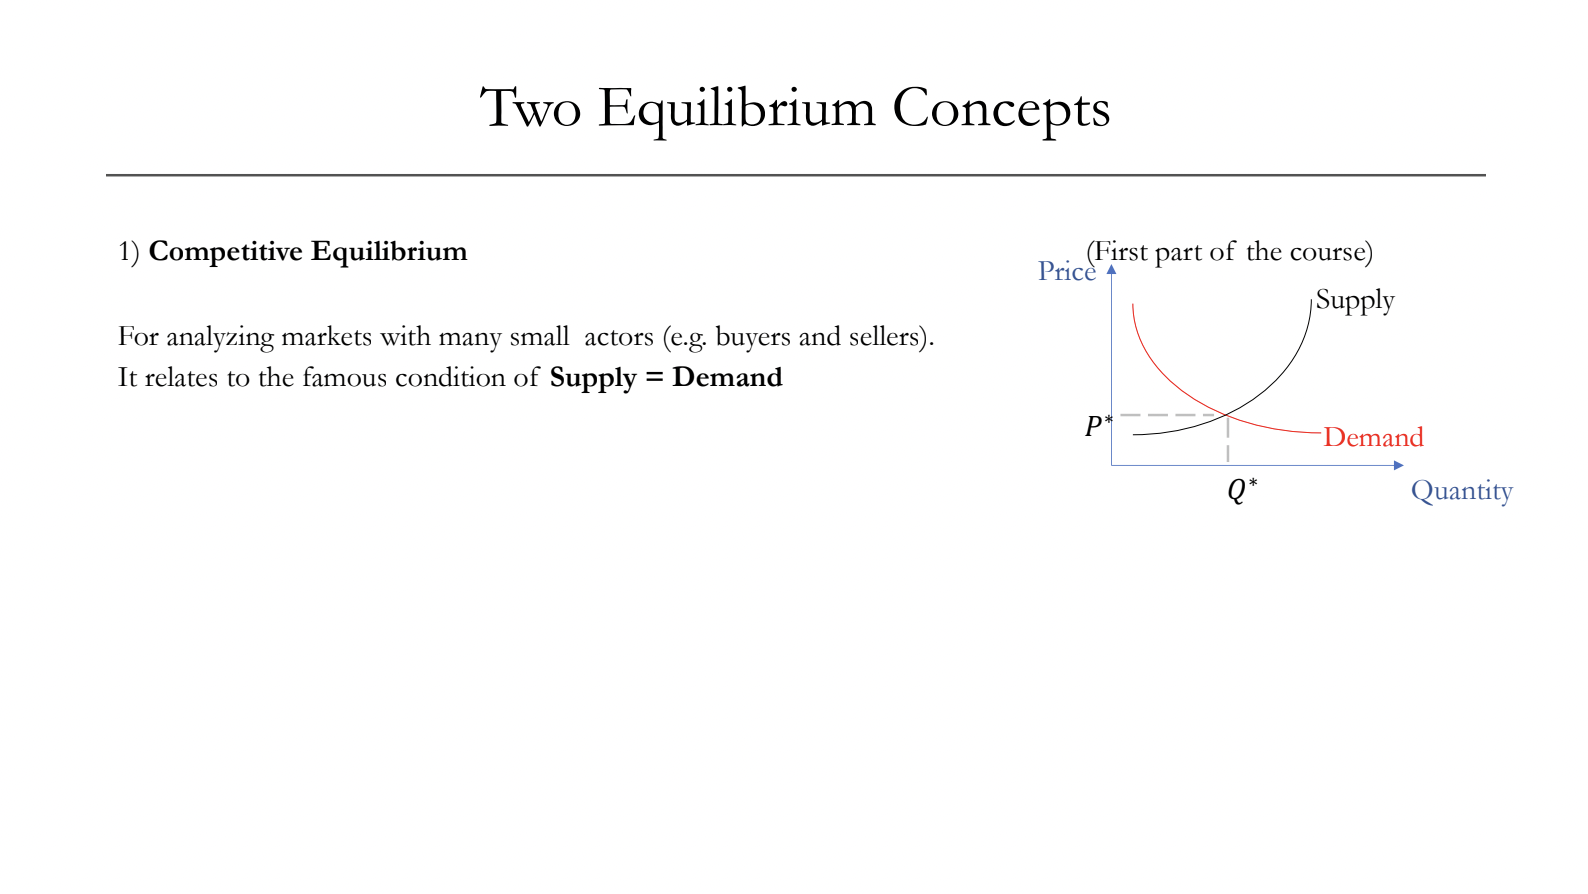 Two Equilibrium Concepts
1) Competitive Equilibrium
(First part of the course)
For analyzing markets with many small  actors (e.g. buyers and sellers).
It relates to the famous condition of Supply = Demand
Price
Supply
P*
Demand
Q*
Quantity